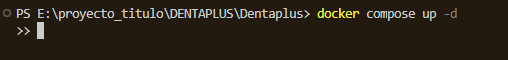 PS E:\proyecto_titulo\DENTAPLUS\Dentaplus> docker compose up -d
>>